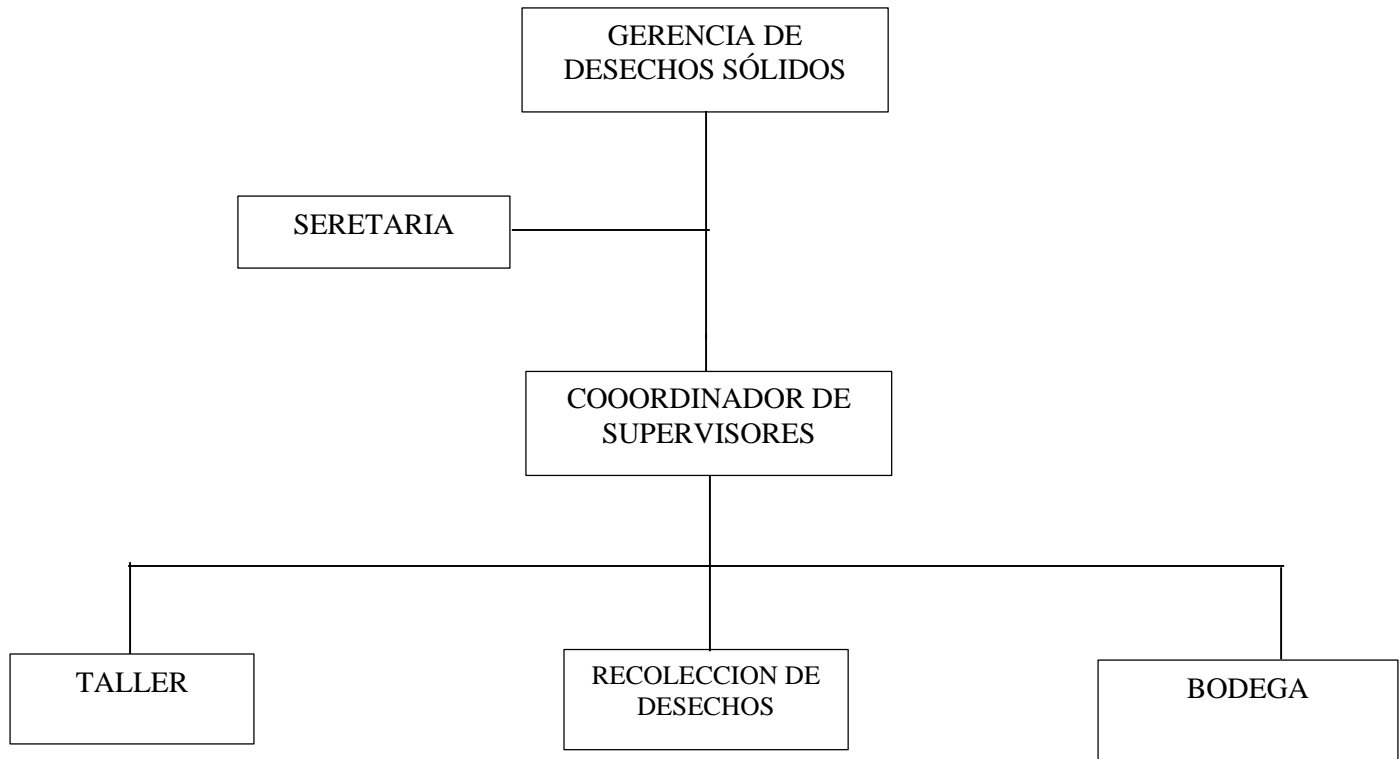 GERENCIA DE
DESECHOS SÓLIDOS
SERETARIA
COOORDINADOR DE
SUPERVISORES
TALLER
RECOLECCION DE
DESECHOS
BODEGA